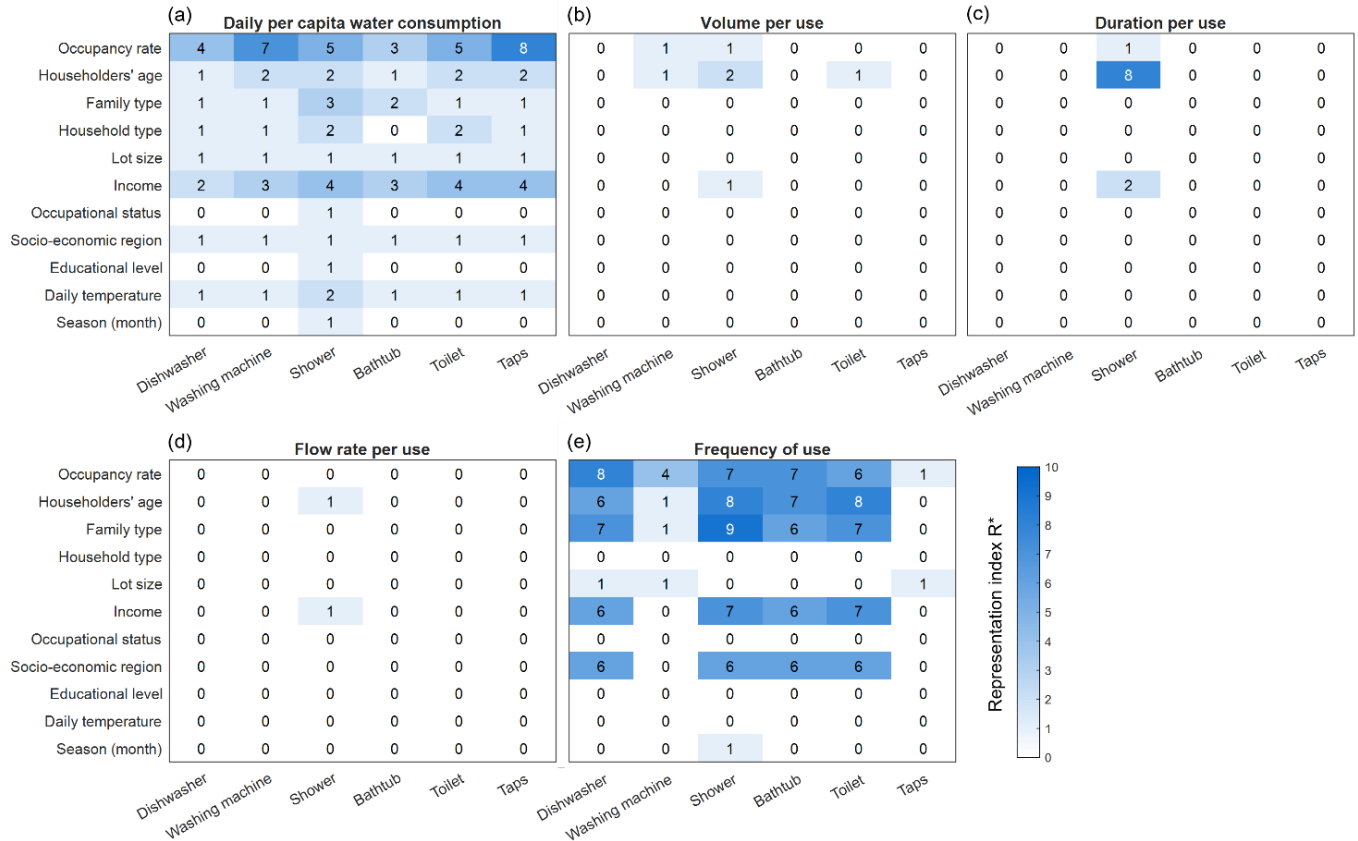 (a) Daily per capita water consumption
Occupancy rate 4 7 5 3 5 8
Householders' age 1 2 2 1 2 2
Family type 1 1 3 2 1 1
Household type 1 1 2 0 2 1
Lot size 1 1 1 1 1 1
Income 2 3 4 3 4 4
Occupational status 0 0 1 0 0 0
Socio-economic region 1 1 1 1 1 1
Educational level 0 0 1 0 0 0
Daily temperature 1 1 2 1 1 1
Season (month) 0 0 1 0 0 0
Dishwasher Washing machine Shower Bathtub Toilet Taps
(b) Volume per use
0 1 1 0 0 0
0 1 2 0 1 0
0 0 0 0 0 0
0 0 0 0 0 0
0 0 0 0 0 0
0 0 1 0 0 0
0 0 0 0 0 0
0 0 0 0 0 0
0 0 0 0 0 0
0 0 0 0 0 0
0 0 0 0 0 0
Dishwasher Washing machine Shower Bathtub Toilet Taps
(c) Duration per use
0 0 1 0 0 0
0 0 8 0 0 0
0 0 0 0 0 0
0 0 0 0 0 0
0 0 0 0 0 0
0 0 2 0 0 0
0 0 0 0 0 0
0 0 0 0 0 0
0 0 0 0 0 0
0 0 0 0 0 0
0 0 0 0 0 0
Dishwasher Washing machine Shower Bathtub Toilet Taps
(d) Flow rate per use
Occupancy rate 0 0 0 0 0 0
Householders' age 0 0 1 0 0 0
Family type 0 0 0 0 0 0
Household type 0 0 0 0 0 0
Lot size 0 0 0 0 0 0
Income 0 0 1 0 0 0
Occupational status 0 0 0 0 0 0
Socio-economic region 0 0 0 0 0 0
Educational level 0 0 0 0 0 0
Daily temperature 0 0 0 0 0 0
Season (month) 0 0 0 0 0 0
Dishwasher Washing machine Shower Bathtub Toilet Taps
(e) Frequency of use
8 4 7 7 6 1
6 1 8 7 8 0
7 1 9 6 7 0
0 0 0 0 0 0
1 1 0 0 0 1
6 0 7 6 7 0
0 0 0 0 0 0
6 0 6 6 6 0
0 0 0 0 0 0
0 0 0 0 0 0
0 0 1 0 0 0
Dishwasher Washing machine Shower Bathtub Toilet Taps
Representation index R*
10
9
8
7
6
5
4
3
2
1
0